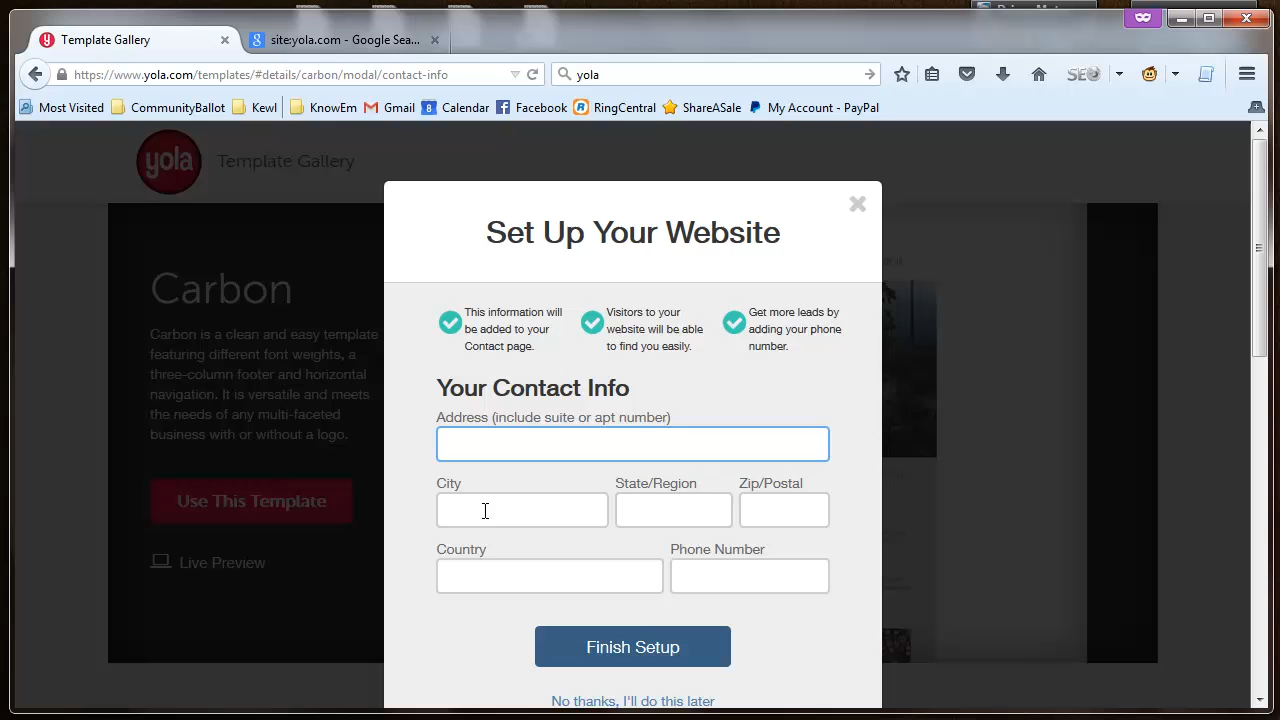 Template Gallery
site:yola.com - Google Sea...
https://www.yola.com/templates/#details/carbon/modal/contact-info
yola
SEO
Most Visited CommunityBallot Kewl KnowEm Gmail Calendar Facebook RingCentral ShareASale My Account - PayPal
yola Template Gallery
Carbon
Carbon is a clean and easy template
featuring different font weights, a
three-column footer and horizontal
navigation. It is versatile and meets
the needs of any multi-faceted
business with or without a logo.
Use This Template
Live Preview
Set Up Your Website
This information will
be added to your
Contact page.
Visitors to your
website will be able
to find you easily.
Get more leads by
adding your phone
number.
Your Contact Info
Address (include suite or apt number)
City State/Region Zip/Postal
Country Phone Number
Finish Setup
No thanks, I'll do this later